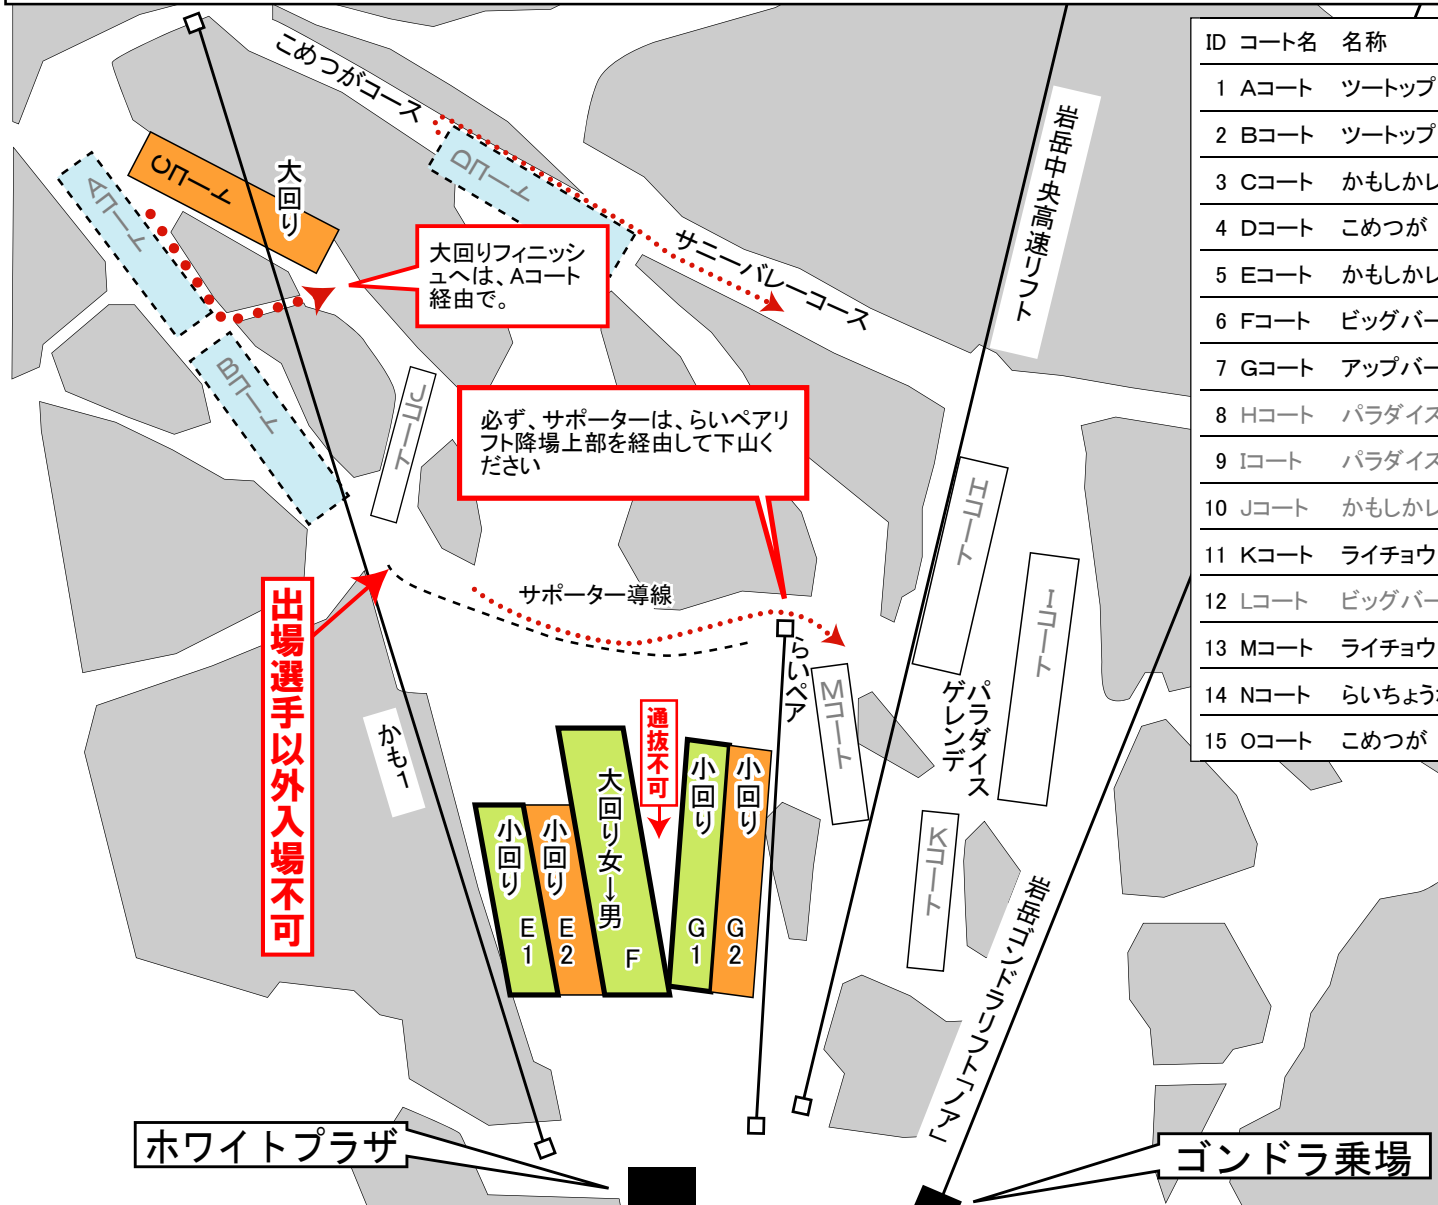 こめつがコース
大回り
Cコート
Aコート
Bコート
Dコート
サニーバレーコース
岩岳中央高速リフト
大回りフィニッシ
ュへは、Aコート
経由で。
Jコート
必ず、サポーターは、らいペアリ
フト降場上部を経由して下山く
ださい
サポーター導線
出場選手以外入場不可
かも1
らいペア
Hコート
Iコート
Mコート
パラダイス
ゲレンデ
Kコート
通抜不可
小回り
E1
小回り
E2
大回り女→男
F
小回り
G1
小回り
G2
岩岳ゴンドラリフト「ノア」
ホワイトプラザ
ゴンドラ乗場
ID コート名 名称
1 Aコート ツートップ
2 Bコート ツートップ
3 Cコート かもしかレ
4 Dコート こめつが
5 Eコート かもしかレ
6 Fコート ビッグバー
7 Gコート アップバー
8 Hコート パラダイス
9 Iコート パラダイス
10 Jコート かもしかレ
11 Kコート ライチョウ
12 Lコート ビッグバー
13 Mコート ライチョウ
14 Nコート らいちょう
15 Oコート こめつが